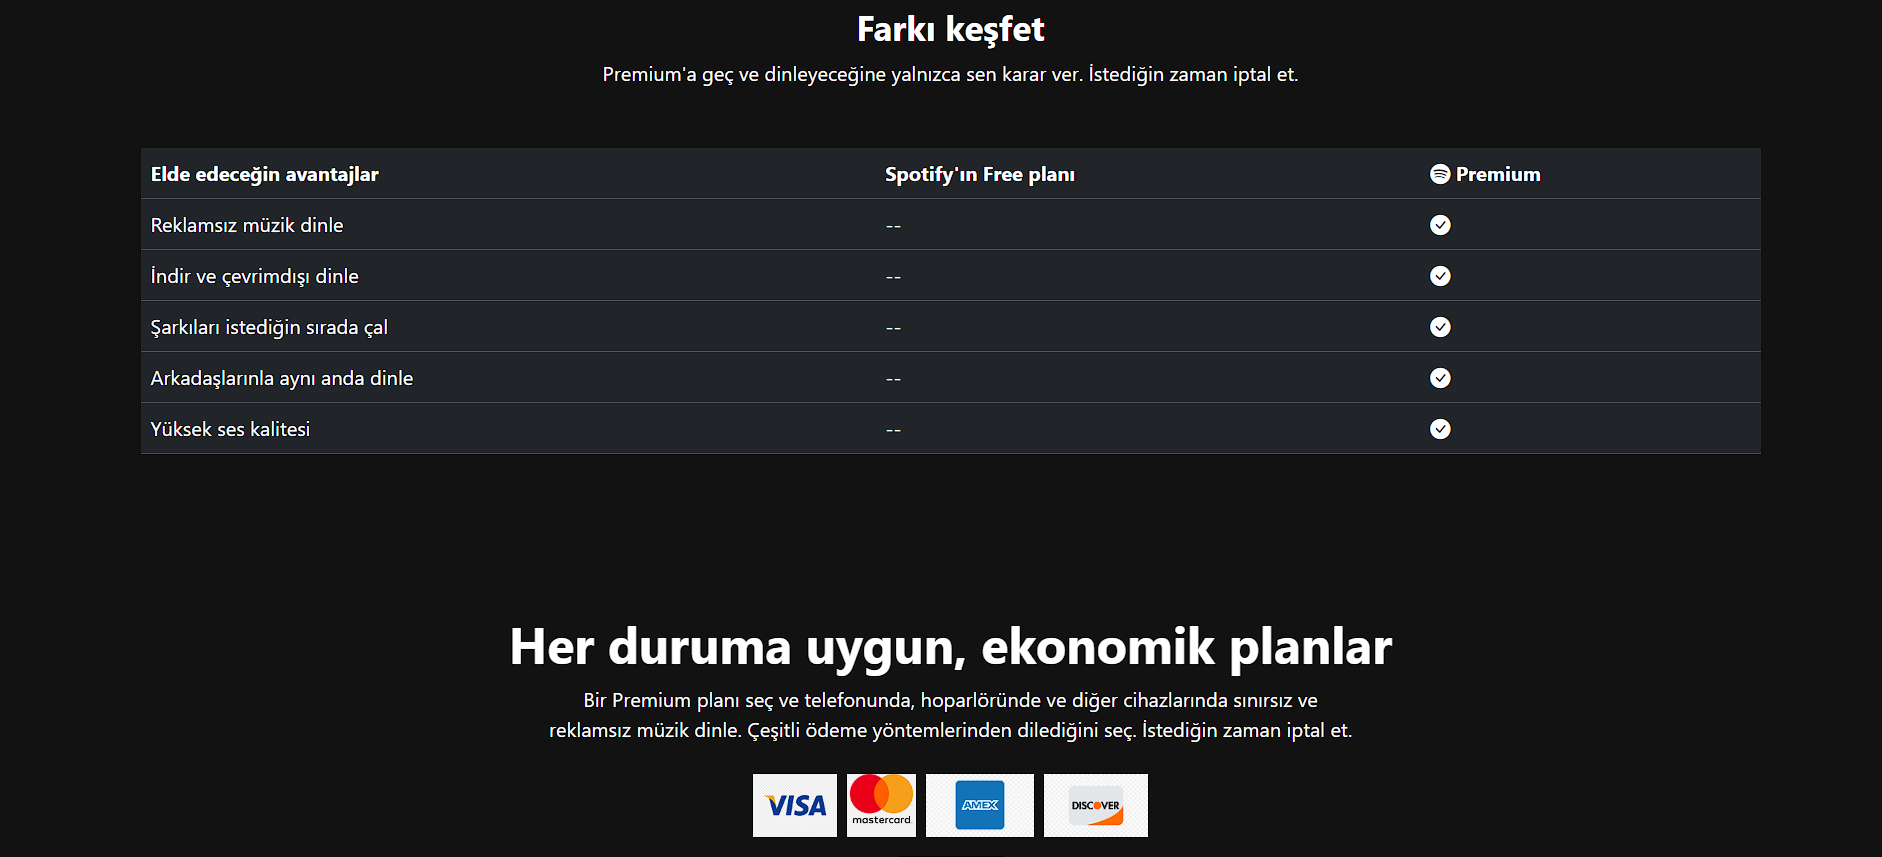 Farkı keşfet
Premium'a geç ve dinleyeceğine yalnızca sen karar ver. İstediğin zaman iptal et.
Elde edeceğin avantajlar Spotify'ın Free planı Premium
Reklamsız müzik dinle --
İndir ve çevrimdışı dinle --
Şarkıları istediğin sırada çal --
Arkadaşlarınla aynı anda dinle --
Yüksek ses kalitesi --
Her duruma uygun, ekonomik planlar
Bir Premium planı seç ve telefonunda, hoparlöründe ve diğer cihazlarında sınırsız ve
reklamsız müzik dinle. Çeşitli ödeme yöntemlerinden dilediğini seç. İstediğin zaman iptal et.
VISA mastercard AMEX DISCOVER